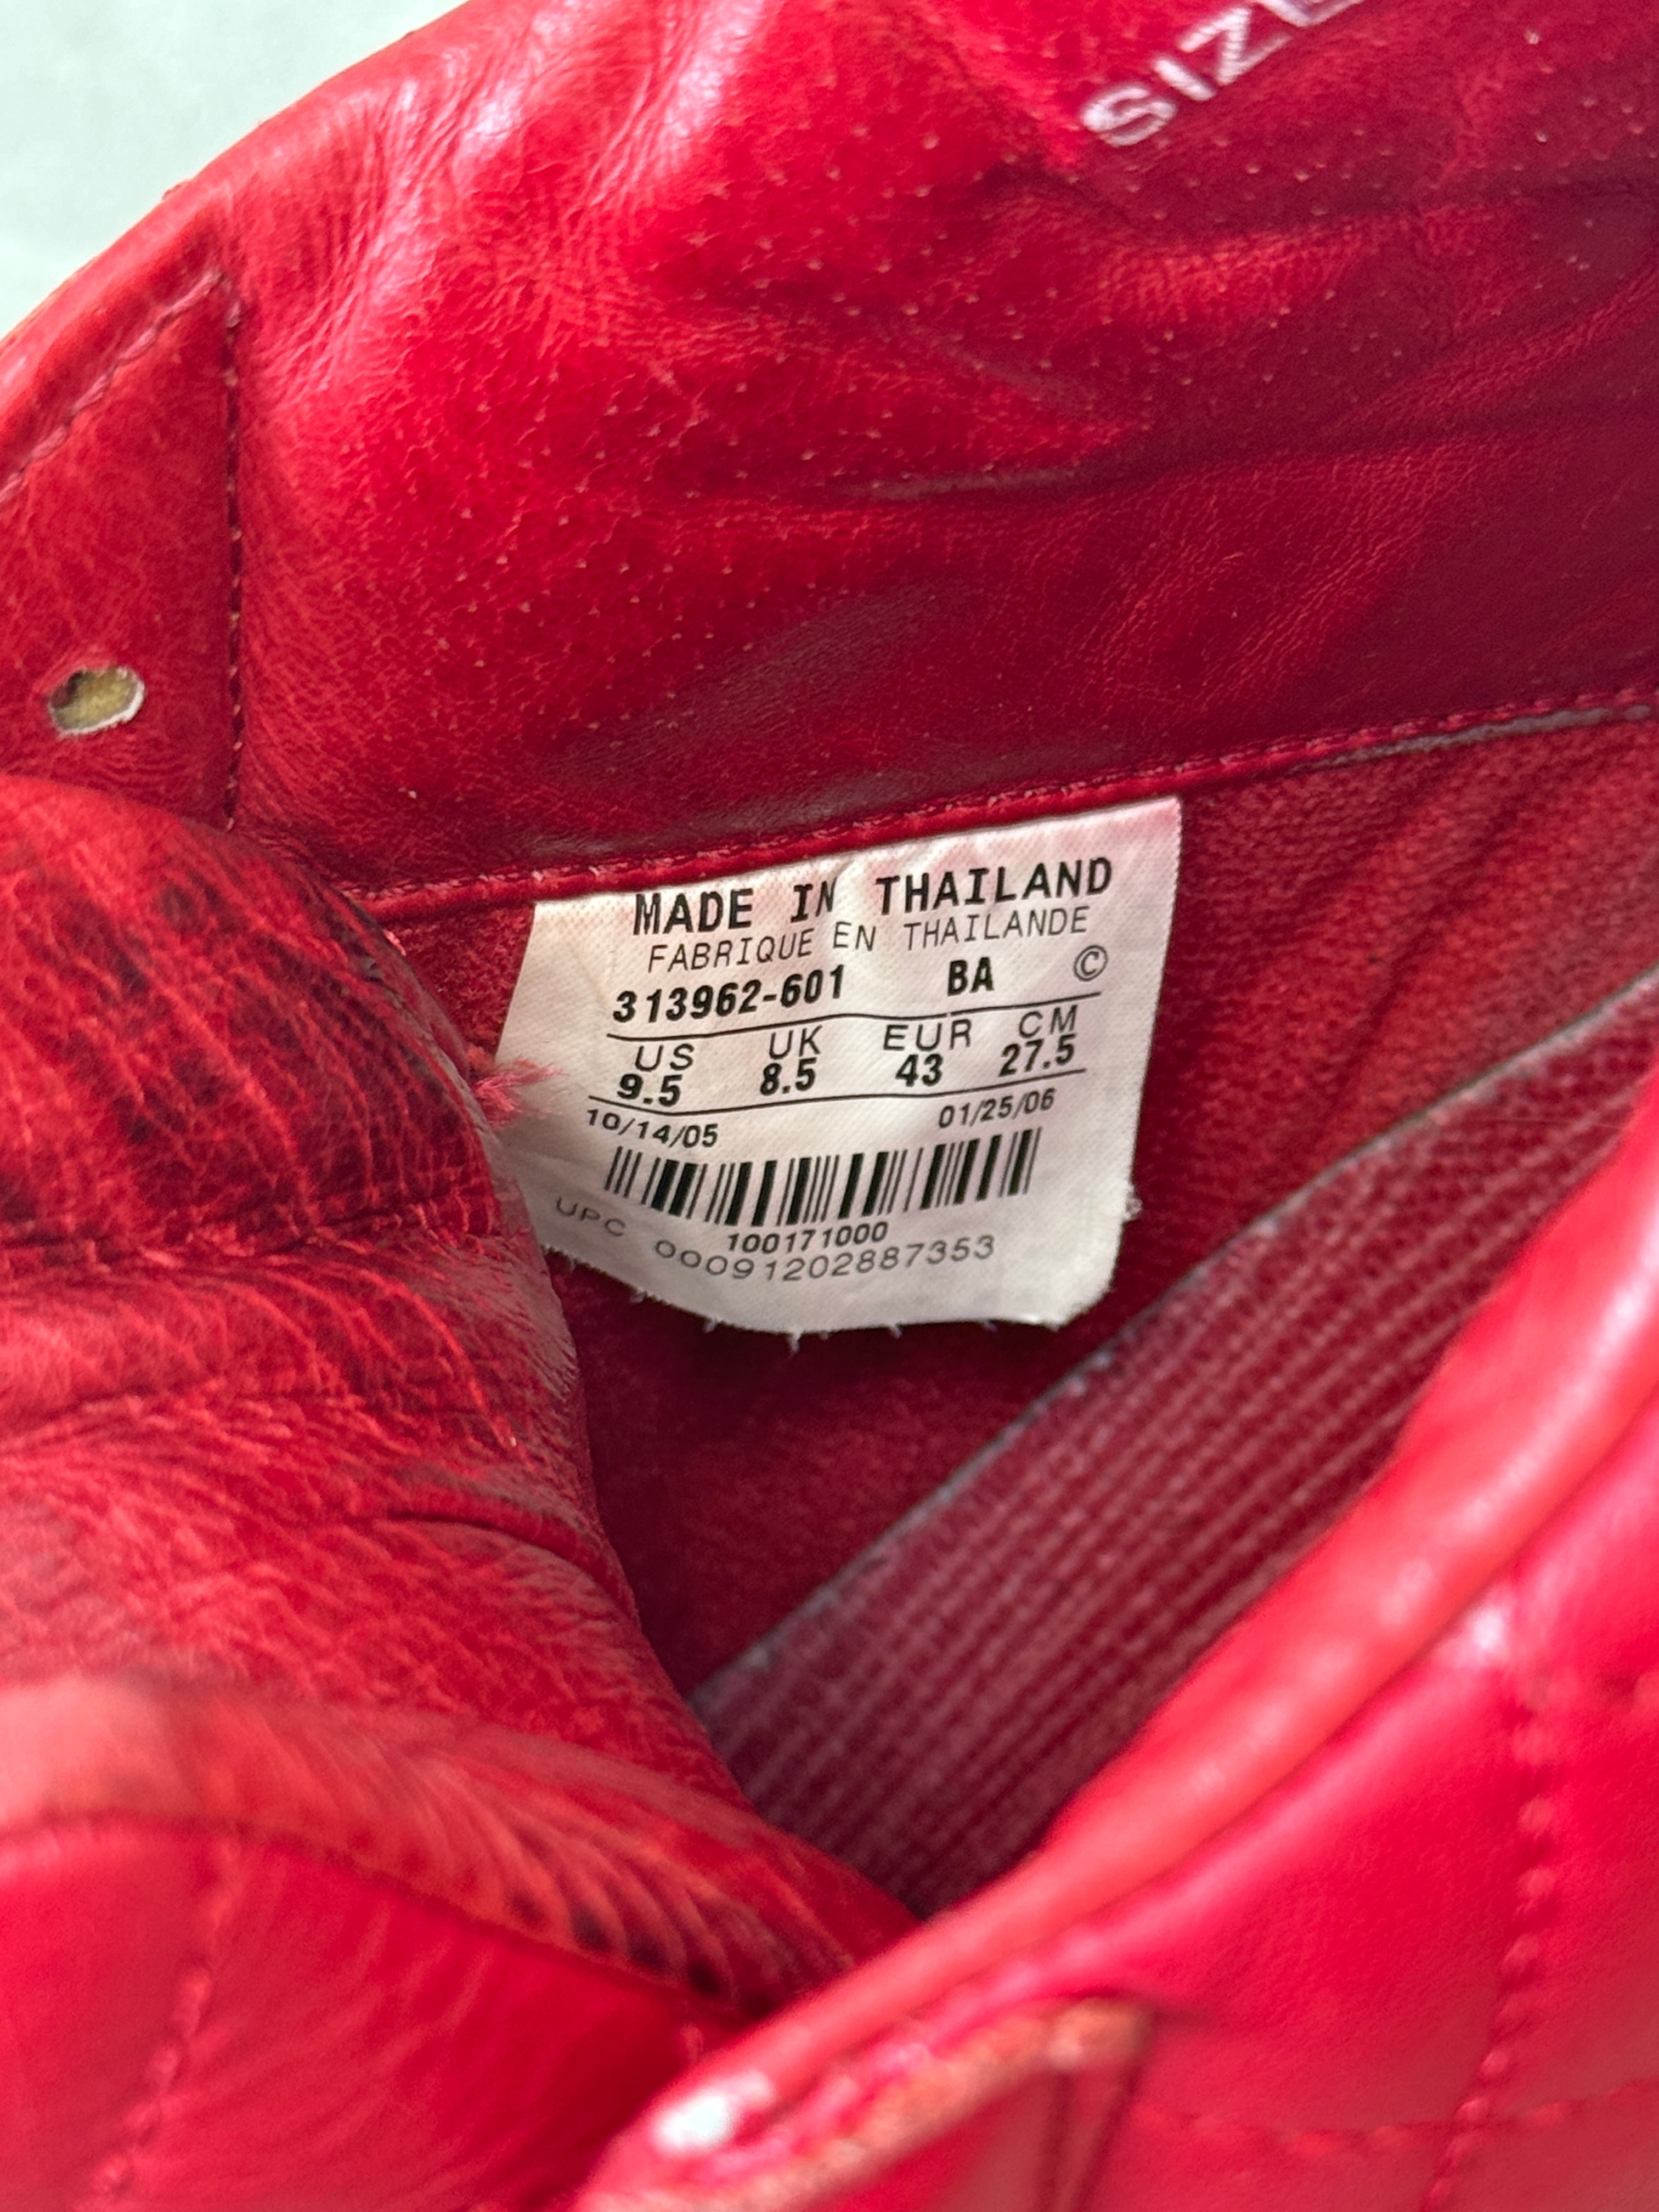 SIZE
MADE IN THAILAND
FABRIQUE EN THAILANDE
313962-601 BA ©
US UK EUR CM
9.5 8.5 43 27.5
10/14/05 01/25/06
100171000
UPC 00091202887353